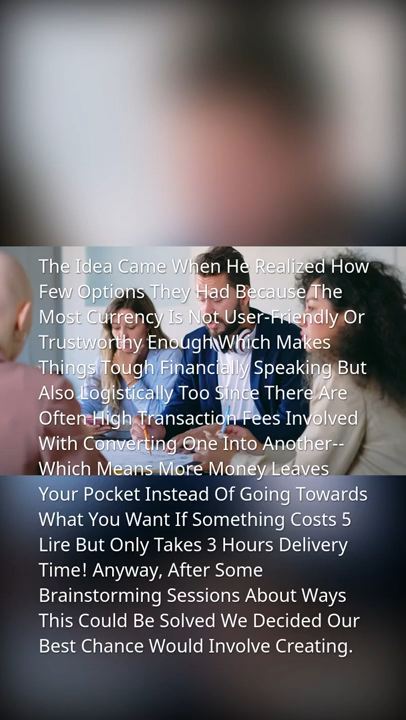 The Idea Came When He Realized How
Few Options They Had Because The
Most Currency Is Not User-Friendly Or
Trustworthy Enough Which Makes
Things Tough Financially Speaking But
Also Logistically Too Since There Are
Often High Transaction Fees Involved
With Converting One Into Another--
Which Means More Money Leaves
Your Pocket Instead Of Going Towards
What You Want If Something Costs 5
Lire But Only Takes 3 Hours Delivery
Time! Anyway, After Some
Brainstorming Sessions About Ways
This Could Be Solved We Decided Our
Best Chance Would Involve Creating.